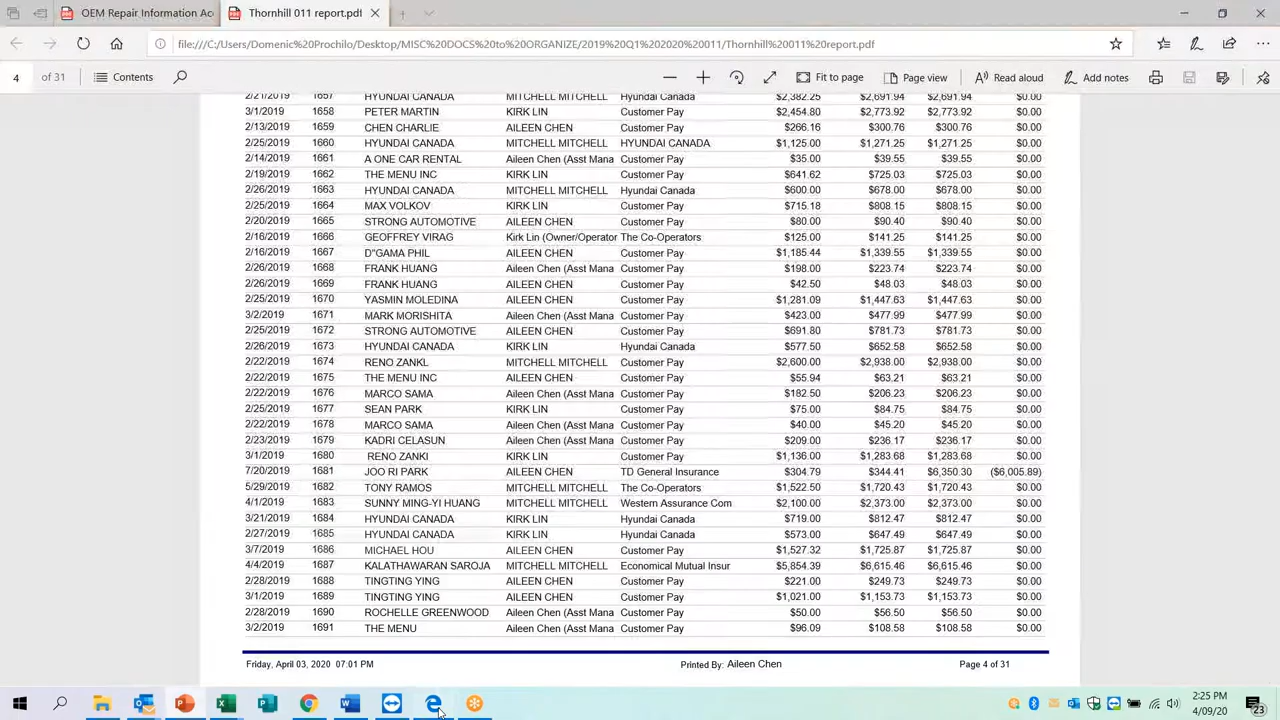 OEM Repair Information Ac
Thornhill 011 report.pdf
file:///C:/Users/Domenic%20Prochilo/Desktop/MISC%20DOCS%20to%20ORGANIZE/2019%20Q1%202020%20011/Thornhill%20011%20report.pdf
4 of 31 Contents Fit to page Page view Read aloud Add notes
2/21/2019 1657 HYUNDAI CANADA MITCHELL MITCHELL Hyundai Canada $2,382.25 $2,691.94 $2,691.94 $0.00
3/1/2019 1658 PETER MARTIN KIRK LIN Customer Pay $2,454.80 $2,773.92 $2,773.92 $0.00
2/13/2019 1659 CHEN CHARLIE AILEEN CHEN Customer Pay $266.16 $300.76 $300.76 $0.00
2/25/2019 1660 HYUNDAI CANADA MITCHELL MITCHELL HYUNDAI CANADA $1,125.00 $1,271.25 $1,271.25 $0.00
2/14/2019 1661 A ONE CAR RENTAL Aileen Chen (Asst Mana Customer Pay $35.00 $39.55 $39.55 $0.00
2/19/2019 1662 THE MENU INC KIRK LIN Customer Pay $641.62 $725.03 $725.03 $0.00
2/26/2019 1663 HYUNDAI CANADA MITCHELL MITCHELL Hyundai Canada $600.00 $678.00 $678.00 $0.00
2/25/2019 1664 MAX VOLKOV KIRK LIN Customer Pay $715.18 $808.15 $808.15 $0.00
2/20/2019 1665 STRONG AUTOMOTIVE AILEEN CHEN Customer Pay $80.00 $90.40 $90.40 $0.00
2/16/2019 1666 GEOFFREY VIRAG Kirk Lin (Owner/Operator The Co-Operators $125.00 $141.25 $141.25 $0.00
2/16/2019 1667 D"GAMA PHIL AILEEN CHEN Customer Pay $1,185.44 $1,339.55 $1,339.55 $0.00
2/26/2019 1668 FRANK HUANG Aileen Chen (Asst Mana Customer Pay $198.00 $223.74 $223.74 $0.00
2/26/2019 1669 FRANK HUANG AILEEN CHEN Customer Pay $42.50 $48.03 $48.03 $0.00
2/25/2019 1670 YASMIN MOLEDINA AILEEN CHEN Customer Pay $1,281.09 $1,447.63 $1,447.63 $0.00
3/2/2019 1671 MARK MORISHITA Aileen Chen (Asst Mana Customer Pay $423.00 $477.99 $477.99 $0.00
2/25/2019 1672 STRONG AUTOMOTIVE AILEEN CHEN Customer Pay $691.80 $781.73 $781.73 $0.00
2/26/2019 1673 HYUNDAI CANADA KIRK LIN Hyundai Canada $577.50 $652.58 $652.58 $0.00
2/22/2019 1674 RENO ZANKL MITCHELL MITCHELL Customer Pay $2,600.00 $2,938.00 $2,938.00 $0.00
2/22/2019 1675 THE MENU INC AILEEN CHEN Customer Pay $55.94 $63.21 $63.21 $0.00
2/22/2019 1676 MARCO SAMA Aileen Chen (Asst Mana Customer Pay $182.50 $206.23 $206.23 $0.00
2/25/2019 1677 SEAN PARK KIRK LIN Customer Pay $75.00 $84.75 $84.75 $0.00
2/22/2019 1678 MARCO SAMA Aileen Chen (Asst Mana Customer Pay $40.00 $45.20 $45.20 $0.00
2/23/2019 1679 KADRI CELASUN Aileen Chen (Asst Mana Customer Pay $209.00 $236.17 $236.17 $0.00
3/1/2019 1680 RENO ZANKI KIRK LIN Customer Pay $1,136.00 $1,283.68 $1,283.68 $0.00
7/20/2019 1681 JOO RI PARK AILEEN CHEN TD General Insurance $304.79 $344.41 $6,350.30 ($6,005.89)
5/29/2019 1682 TONY RAMOS MITCHELL MITCHELL The Co-Operators $1,522.50 $1,720.43 $1,720.43 $0.00
4/1/2019 1683 SUNNY MING-YI HUANG MITCHELL MITCHELL Western Assurance Com $2,100.00 $2,373.00 $2,373.00 $0.00
3/21/2019 1684 HYUNDAI CANADA KIRK LIN Hyundai Canada $719.00 $812.47 $812.47 $0.00
2/27/2019 1685 HYUNDAI CANADA KIRK LIN Hyundai Canada $573.00 $647.49 $647.49 $0.00
3/7/2019 1686 MICHAEL HOU AILEEN CHEN Customer Pay $1,527.32 $1,725.87 $1,725.87 $0.00
4/4/2019 1687 KALATHAWARAN SAROJA MITCHELL MITCHELL Economical Mutual Insur $5,854.39 $6,615.46 $6,615.46 $0.00
2/28/2019 1688 TINGTING YING AILEEN CHEN Customer Pay $221.00 $249.73 $249.73 $0.00
3/1/2019 1689 TINGTING YING AILEEN CHEN Customer Pay $1,021.00 $1,153.73 $1,153.73 $0.00
2/28/2019 1690 ROCHELLE GREENWOOD Aileen Chen (Asst Mana Customer Pay $50.00 $56.50 $56.50 $0.00
3/2/2019 1691 THE MENU Aileen Chen (Asst Mana Customer Pay $96.09 $108.58 $108.58 $0.00
Friday, April 03, 2020 07:01 PM Printed By: Aileen Chen Page 4 of 31
2:25 PM
4/09/20
23